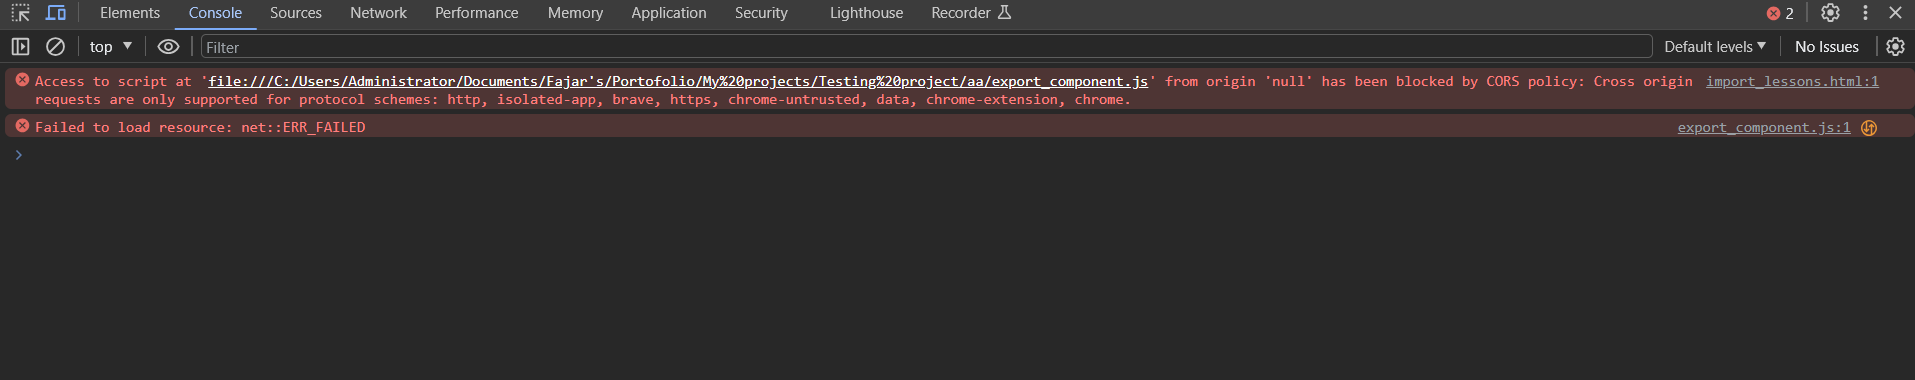 Elements Console Sources Network Performance Memory Application Security Lighthouse Recorder 2
top Filter Default levels No Issues
Access to script at 'file:///C:/Users/Administrator/Documents/Fajar's/Portofolio/My%20projects/Testing%20project/aa/export_component.js' from origin 'null' has been blocked by CORS policy: Cross origin import_lessons.html:1
requests are only supported for protocol schemes: http, isolated-app, brave, https, chrome-untrusted, data, chrome-extension, chrome.
Failed to load resource: net::ERR_FAILED export_component.js:1